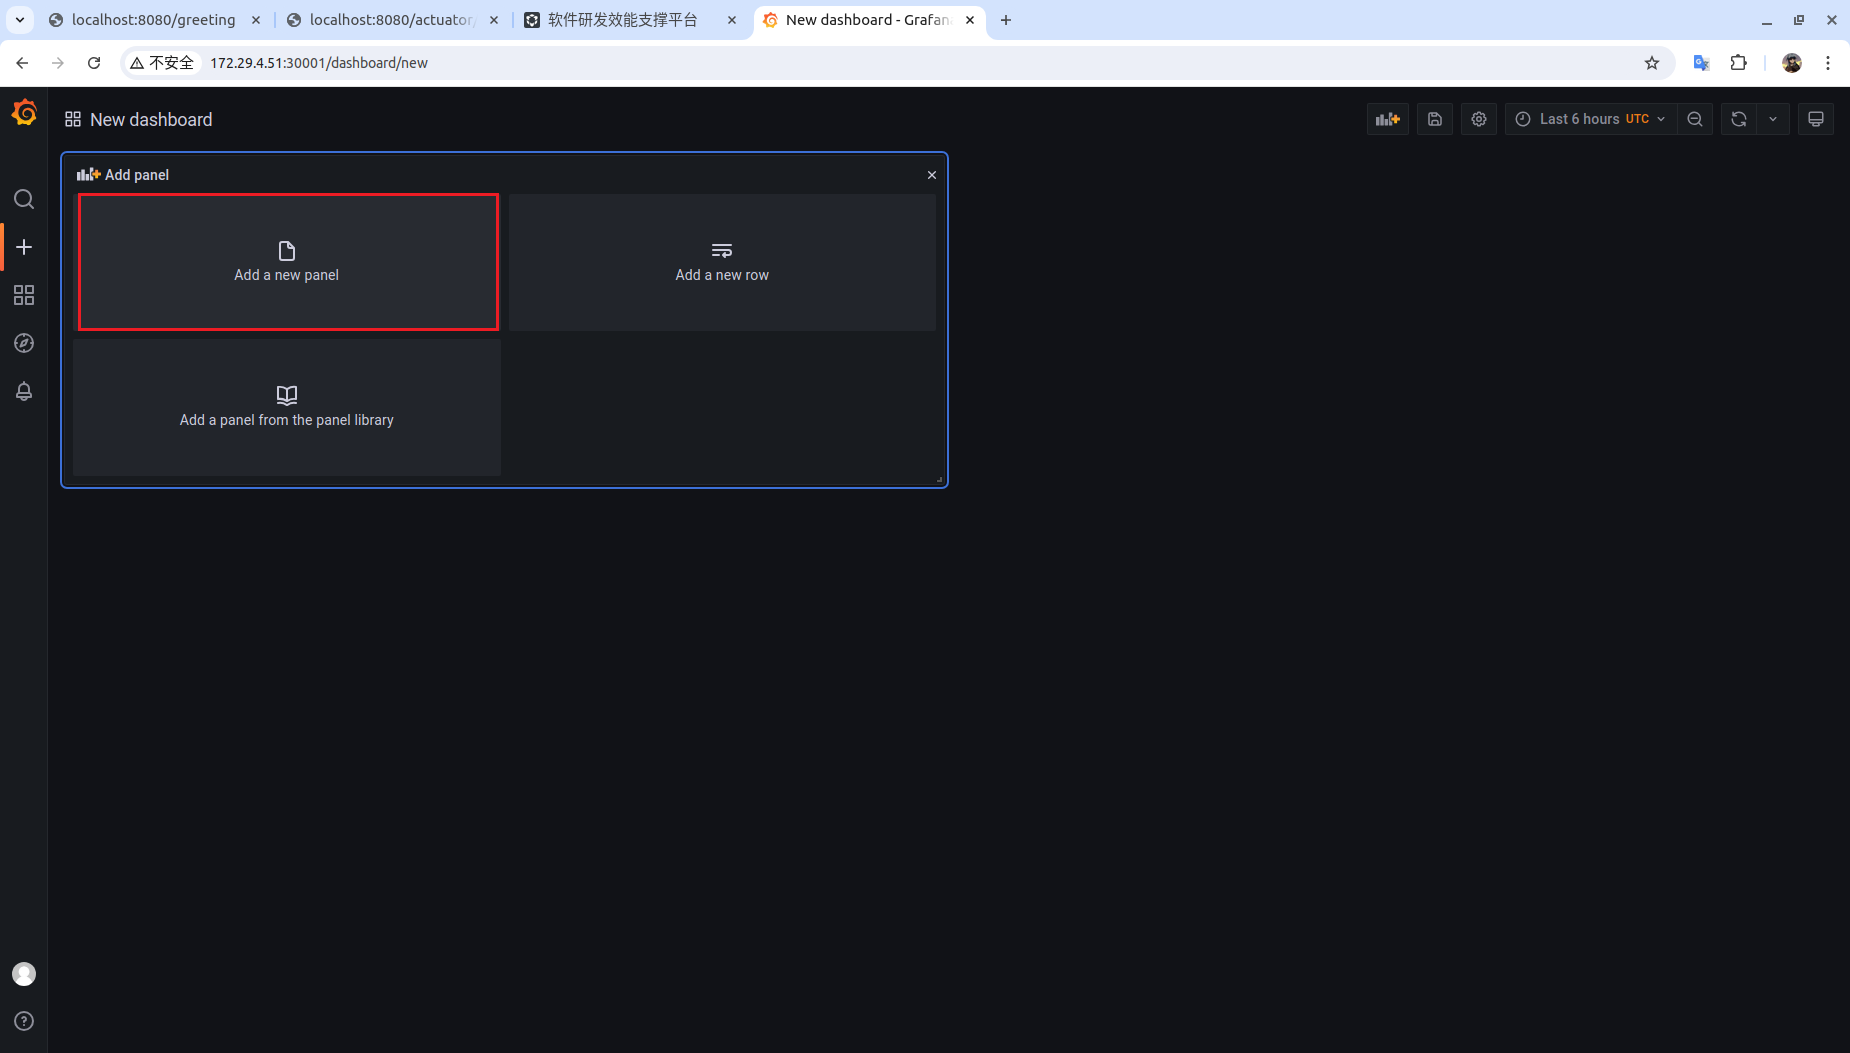 localhost:8080/greeting
localhost:8080/actuator/
软件研发效能支撑平台
New dashboard - Grafan
不安全
172.29.4.51:30001/dashboard/new
New dashboard
Last 6 hours UTC
Add panel
Add a new panel
Add a new row
Add a panel from the panel library